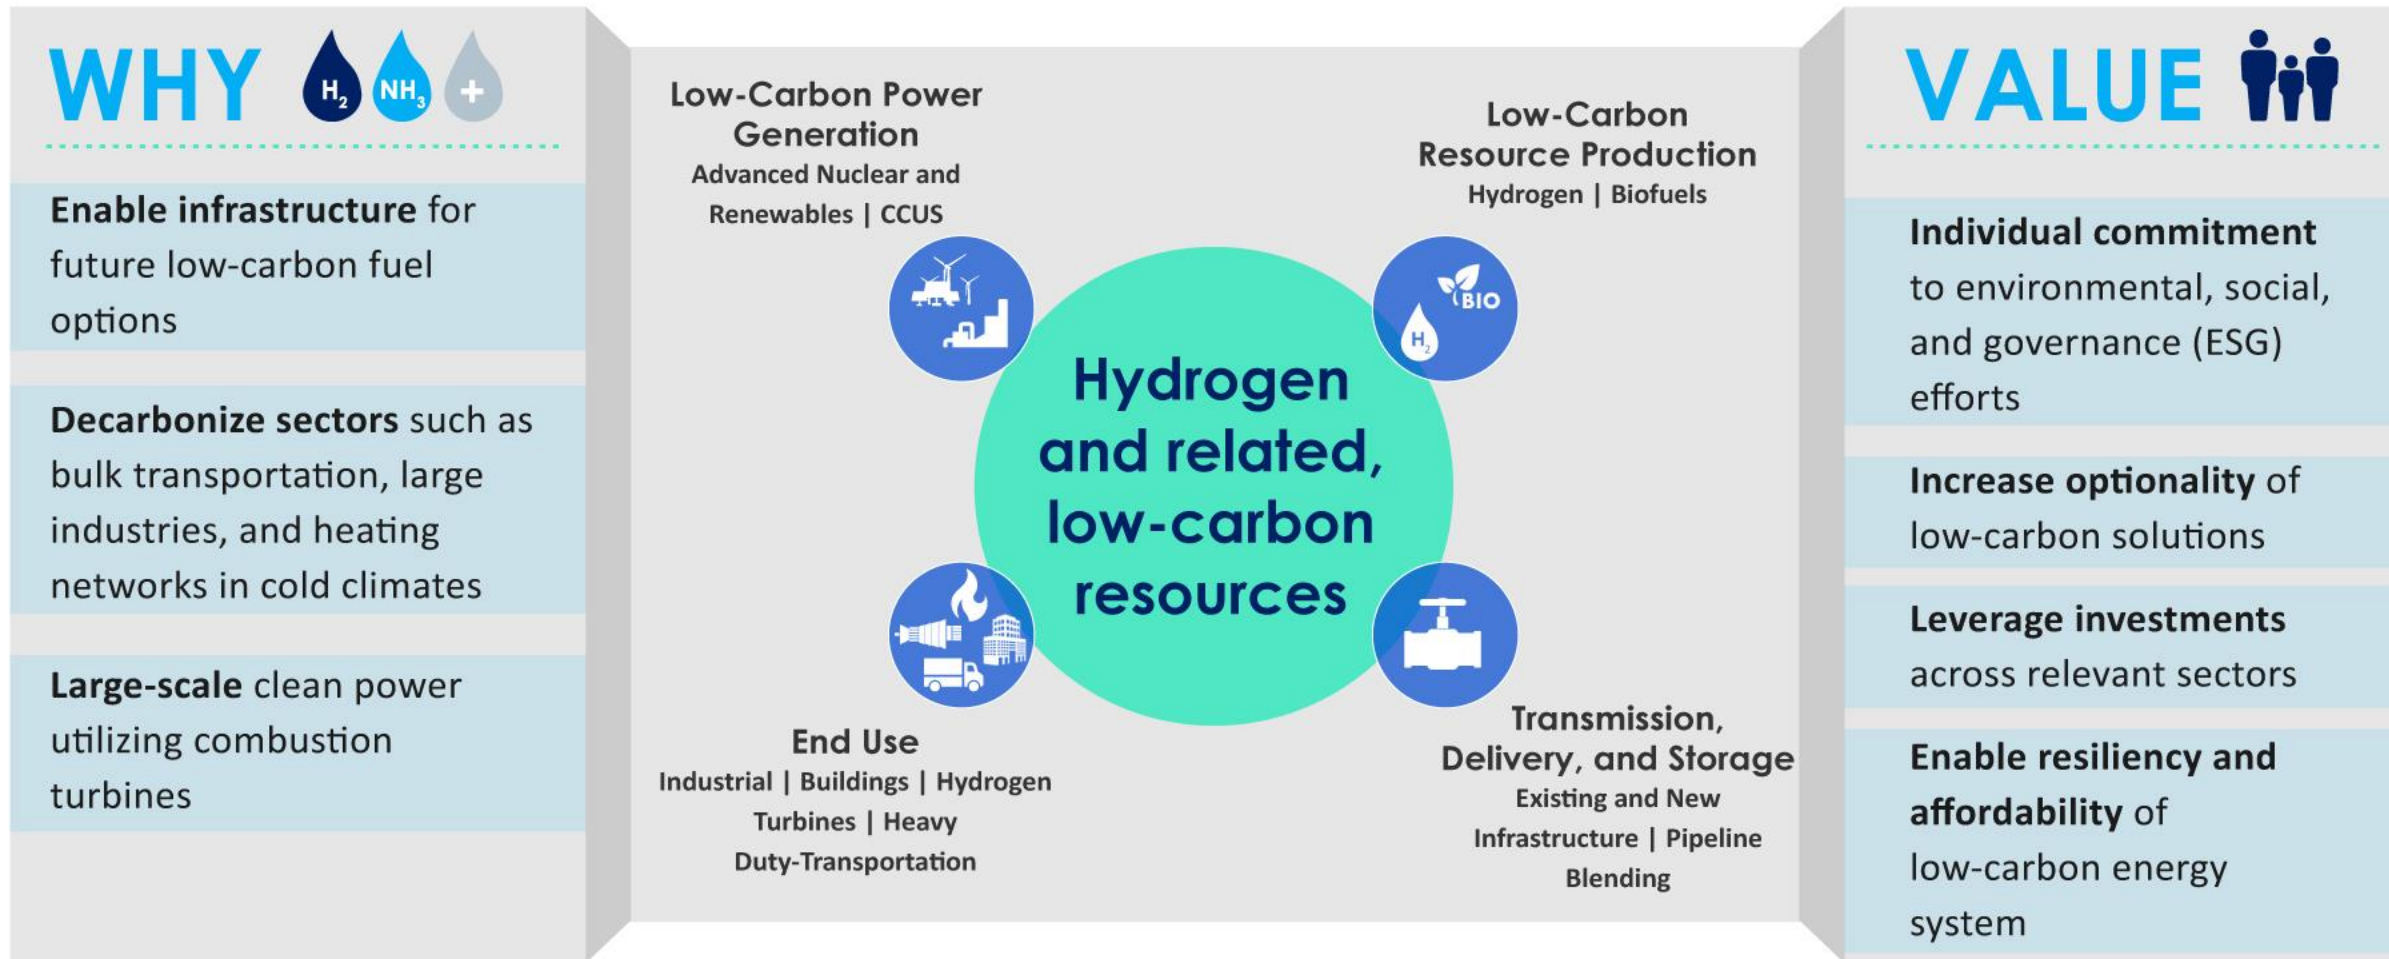 WHY
H2
NH3
+
Enable infrastructure for
future low-carbon fuel
options
Decarbonize sectors such as
bulk transportation, large
industries, and heating
networks in cold climates
Large-scale clean power
utilizing combustion
turbines
Low-Carbon Power
Generation
Advanced Nuclear and
Renewables | CCUS
Low-Carbon
Resource Production
Hydrogen | Biofuels
BIO
H2
Hydrogen
and related,
low-carbon
resources
End Use
Industrial | Buildings | Hydrogen
Turbines | Heavy
Duty-Transportation
Transmission,
Delivery, and Storage
Existing and New
Infrastructure | Pipeline
Blending
VALUE
Individual commitment
to environmental, social,
and governance (ESG)
efforts
Increase optionality of
low-carbon solutions
Leverage investments
across relevant sectors
Enable resiliency and
affordability of
low-carbon energy
system